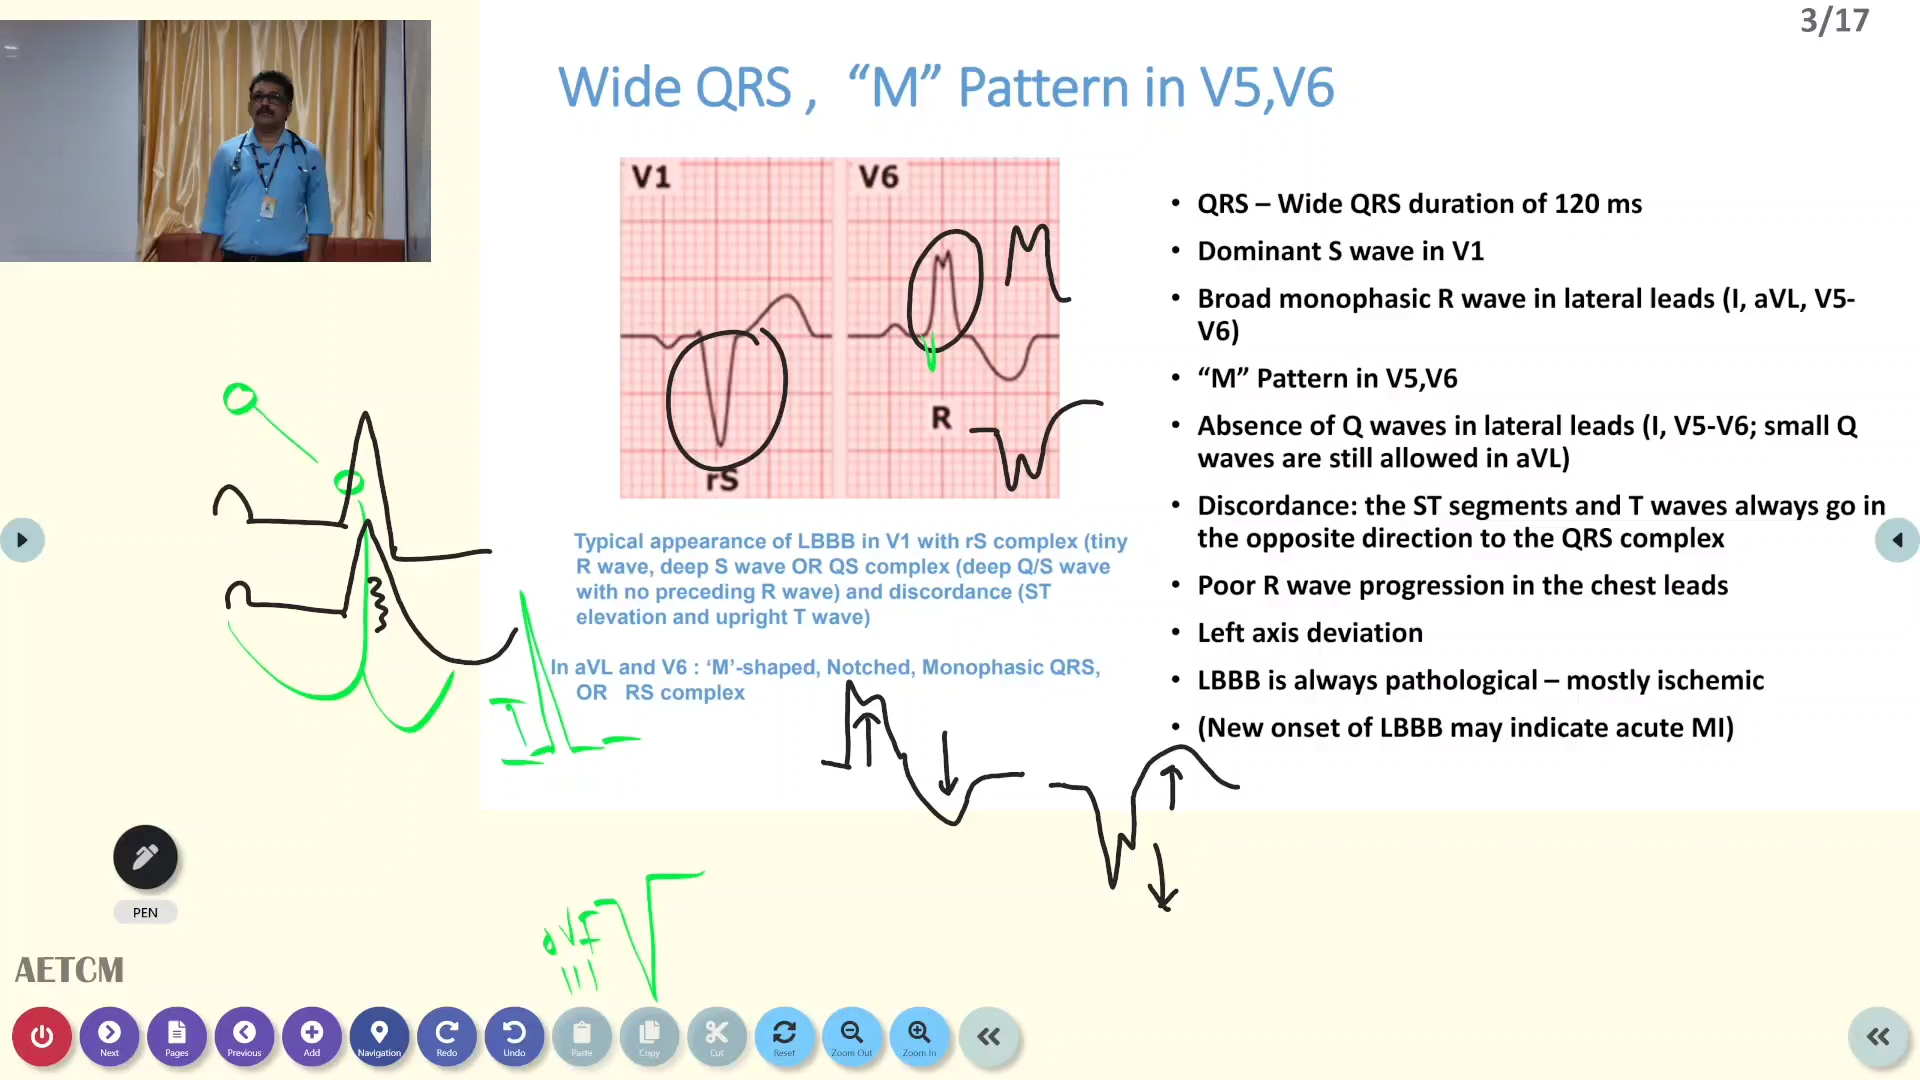 3/17
Wide QRS , “M” Pattern in V5,V6
V1
V6
M
R
rS
Typical appearance of LBBB in V1 with rS complex (tiny
R wave, deep S wave OR QS complex (deep Q/S wave
with no preceding R wave) and discordance (ST
elevation and upright T wave)
In aVL and V6 : ‘M’-shaped, Notched, Monophasic QRS,
OR RS complex
• QRS – Wide QRS duration of 120 ms
• Dominant S wave in V1
• Broad monophasic R wave in lateral leads (I, aVL, V5-
V6)
• “M” Pattern in V5,V6
• Absence of Q waves in lateral leads (I, V5-V6; small Q
waves are still allowed in aVL)
• Discordance: the ST segments and T waves always go in
the opposite direction to the QRS complex
• Poor R wave progression in the chest leads
• Left axis deviation
• LBBB is always pathological – mostly ischemic
• (New onset of LBBB may indicate acute MI)
I
aVF
III
PEN
AETCM
Next
Pages
Previous
Add
Navigation
Redo
Undo
Paste
Copy
Cut
Reset
Zoom Out
Zoom In